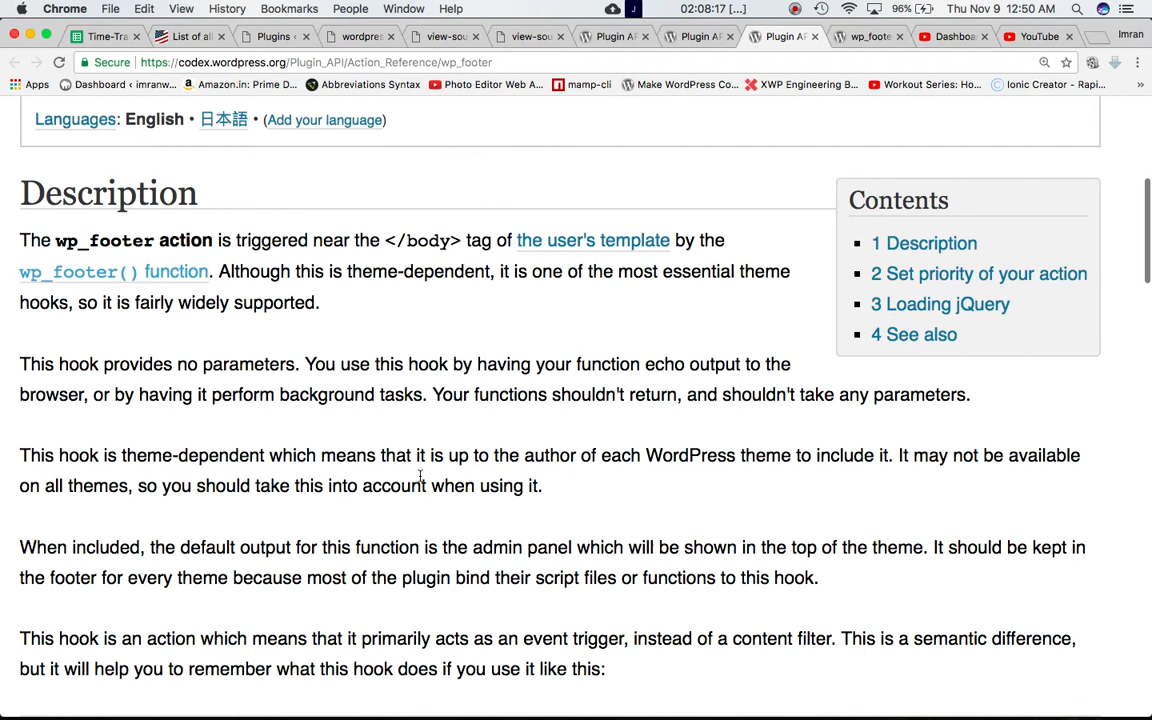 Chrome File Edit View History Bookmarks People Window Help 02:08:17 [...] 96% Thu Nov 9 12:50 AM
Time-Tra List of al Plugins ‹ wordpres view-sou view-sou Plugin AP Plugin AP Plugin AP wp_foote Dashboa YouTube Imran
Secure https://codex.wordpress.org/Plugin_API/Action_Reference/wp_footer
Apps Dashboard ‹ imranw... Amazon.in: Prime D... Abbreviations Syntax Photo Editor Web A... mamp-cli Make WordPress Co... XWP Engineering B... Workout Series: Ho... Ionic Creator - Rapi... »
Languages: English • 日本語 • (Add your language)
Description
The wp_footer action is triggered near the </body> tag of the user's template by the
wp_footer() function. Although this is theme-dependent, it is one of the most essential theme
hooks, so it is fairly widely supported.
Contents
1 Description
2 Set priority of your action
3 Loading jQuery
4 See also
This hook provides no parameters. You use this hook by having your function echo output to the
browser, or by having it perform background tasks. Your functions shouldn't return, and shouldn't take any parameters.
This hook is theme-dependent which means that it is up to the author of each WordPress theme to include it. It may not be available
on all themes, so you should take this into account when using it.
When included, the default output for this function is the admin panel which will be shown in the top of the theme. It should be kept in
the footer for every theme because most of the plugin bind their script files or functions to this hook.
This hook is an action which means that it primarily acts as an event trigger, instead of a content filter. This is a semantic difference,
but it will help you to remember what this hook does if you use it like this: